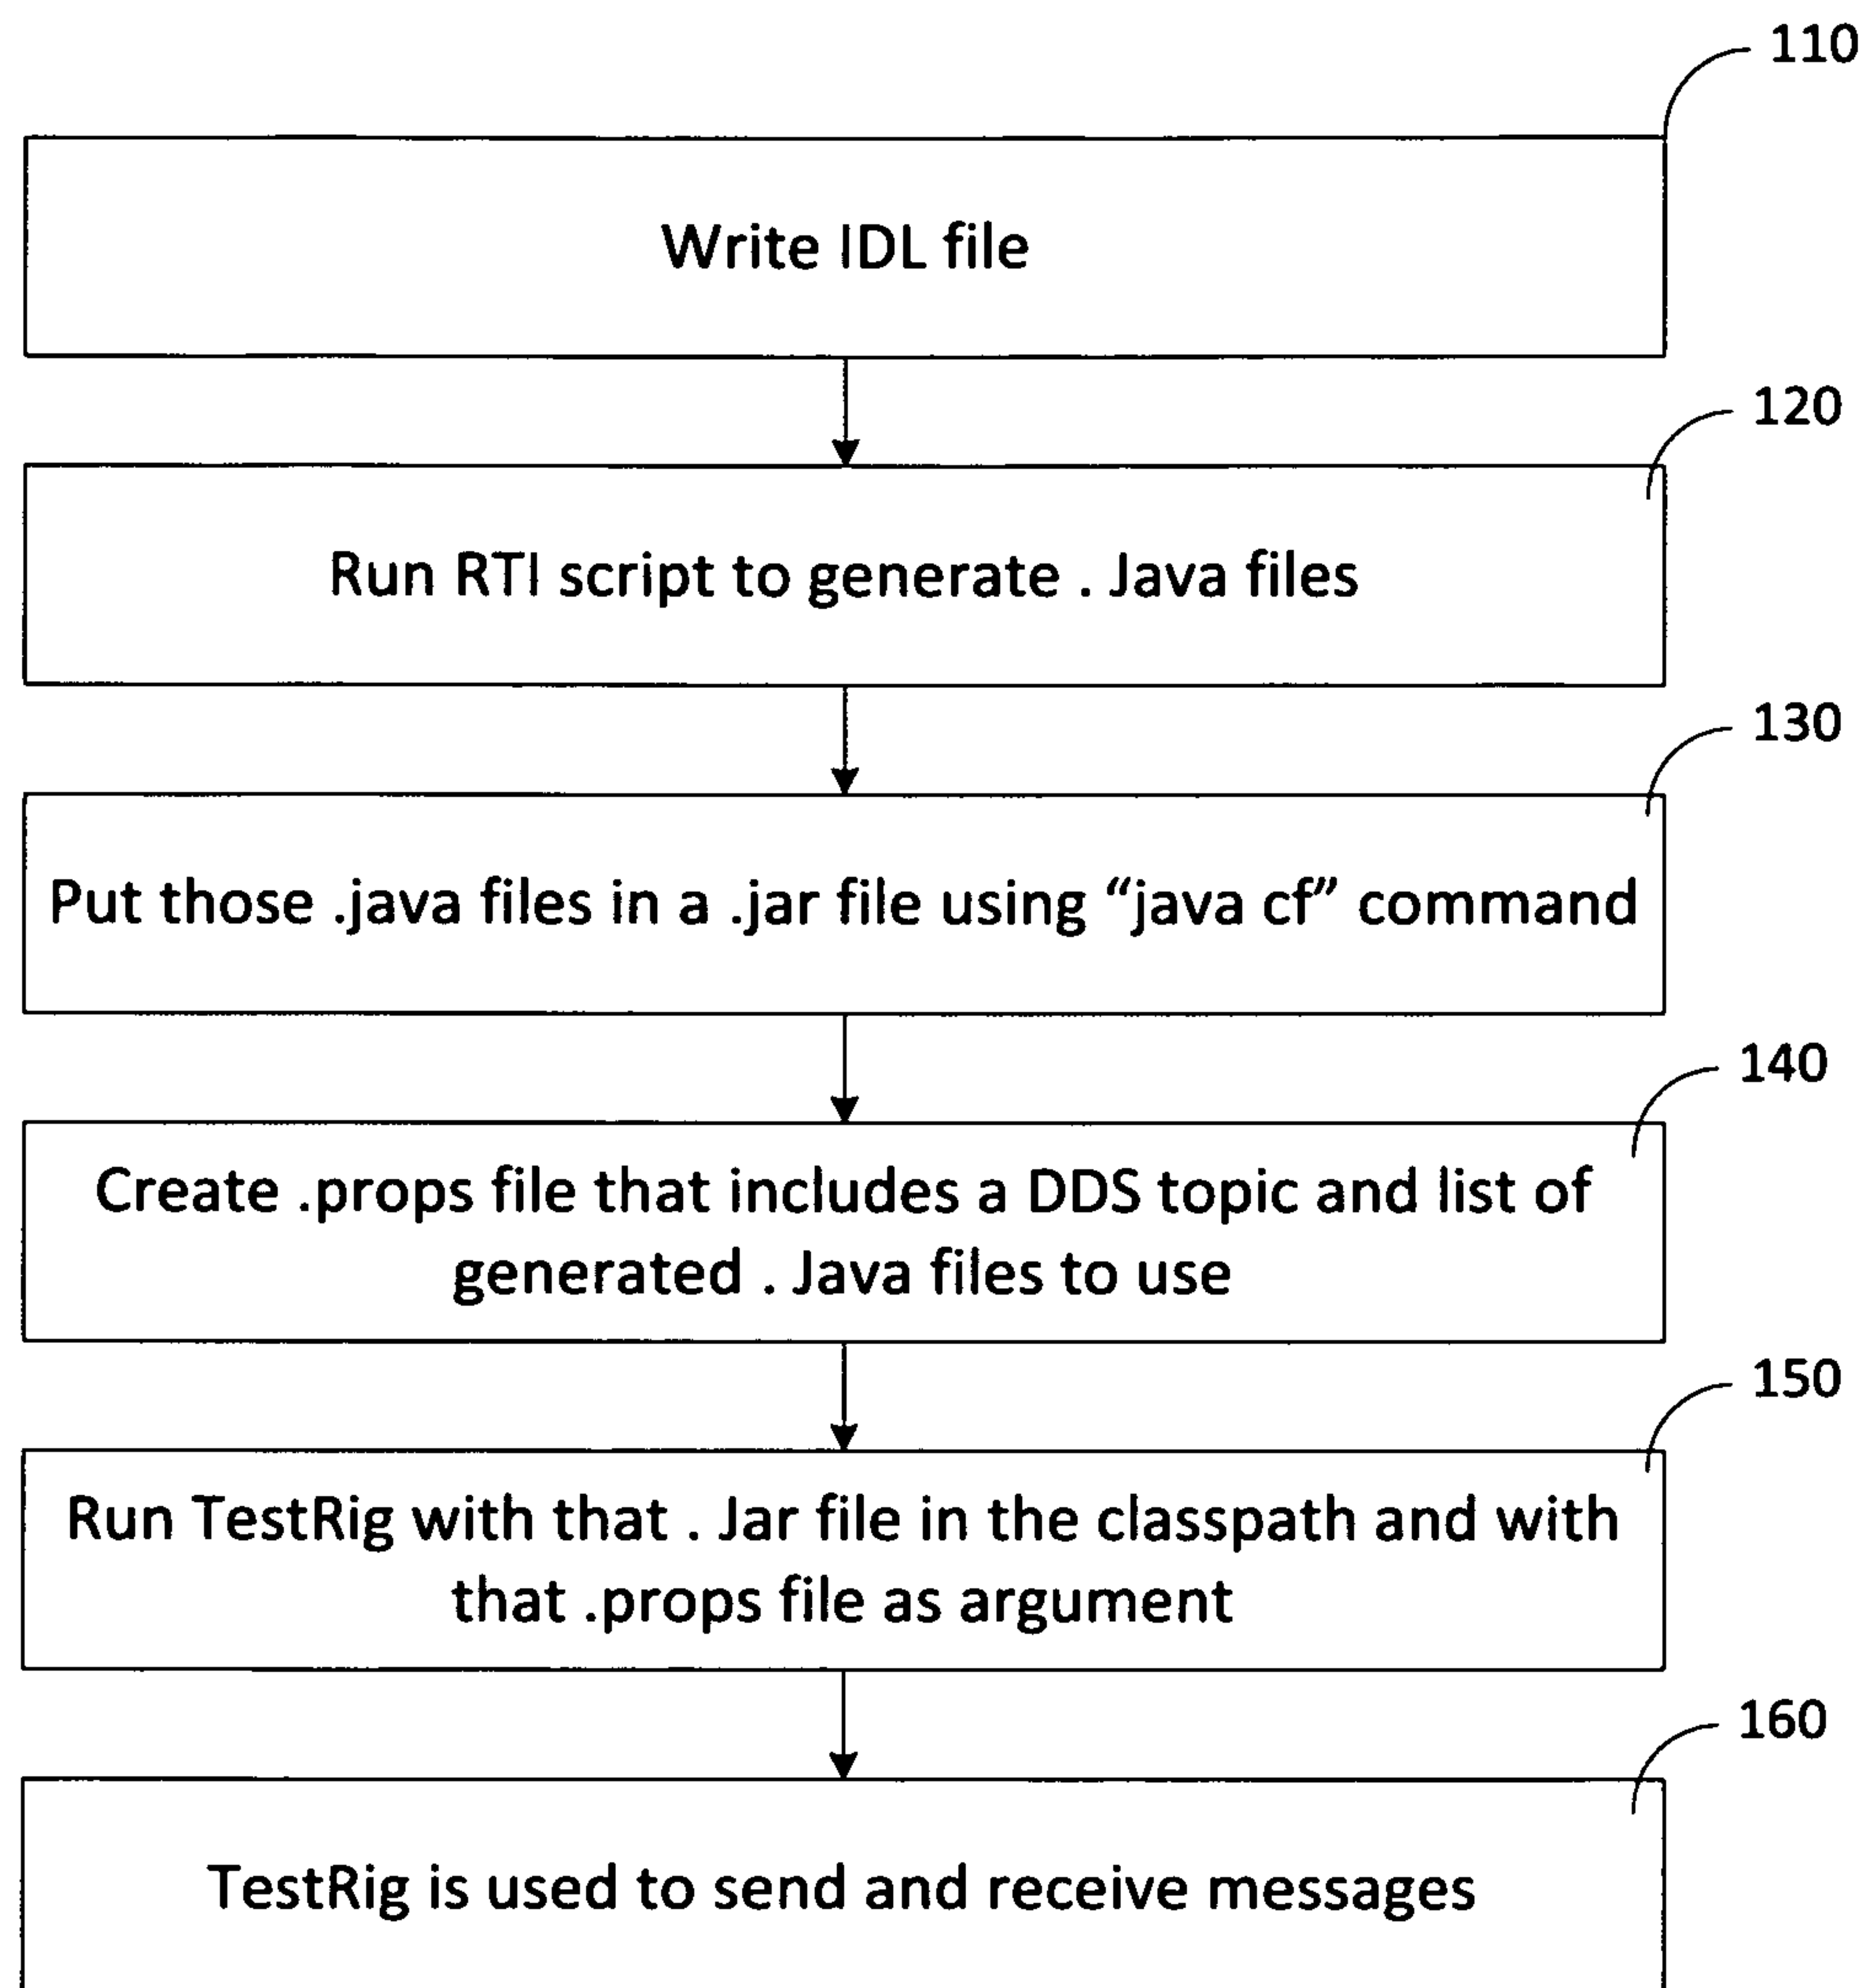 110
Write IDL file
120
Run RTI script to generate . Java files
130
Put those .java files in a .jar file using “java cf” command
140
Create .props file that includes a DDS topic and list of
generated . Java files to use
150
Run TestRig with that . Jar file in the classpath and with
that .props file as argument
160
TestRig is used to send and receive messages